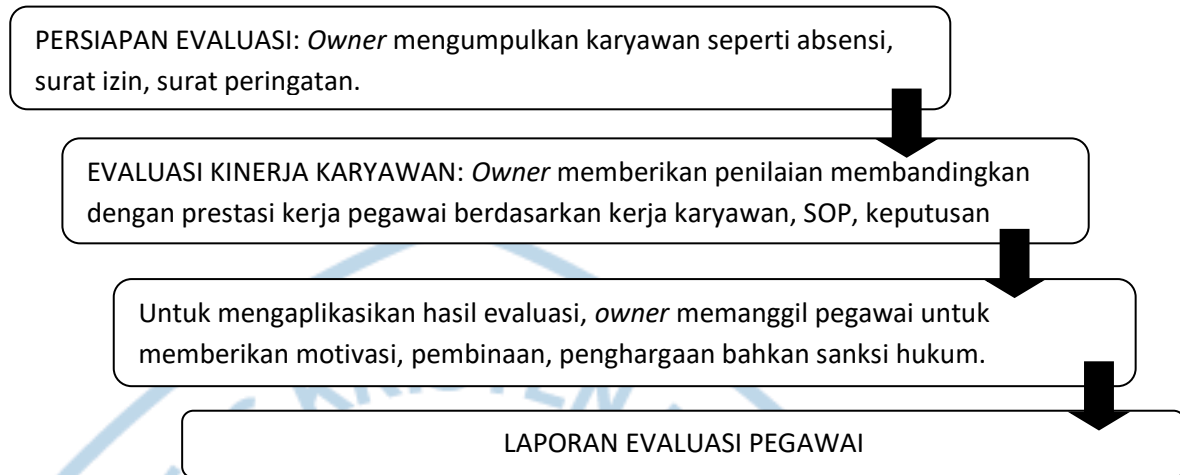 PERSIAPAN EVALUASI: Owner mengumpulkan karyawan seperti absensi,
surat izin, surat peringatan.
EVALUASI KINERJA KARYAWAN: Owner memberikan penilaian membandingkan
dengan prestasi kerja pegawai berdasarkan kerja karyawan, SOP, keputusan
Untuk mengaplikasikan hasil evaluasi, owner memanggil pegawai untuk
memberikan motivasi, pembinaan, penghargaan bahkan sanksi hukum.
KRISTEN
LAPORAN EVALUASI PEGAWAI